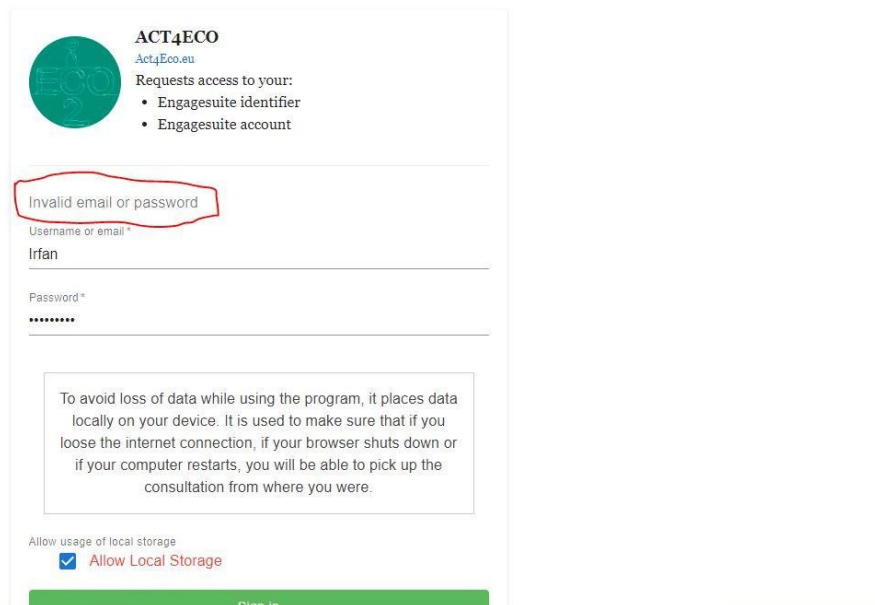 ACT4ECO
Act4Eco.eu
Requests access to your:
• Engagesuite identifier
• Engagesuite account
ECO
2
Invalid email or password
Username or email *
Irfan
Password *
•••••••••
To avoid loss of data while using the program, it places data
locally on your device. It is used to make sure that if you
loose the internet connection, if your browser shuts down or
if your computer restarts, you will be able to pick up the
consultation from where you were.
Allow usage of local storage
Allow Local Storage
Sign in